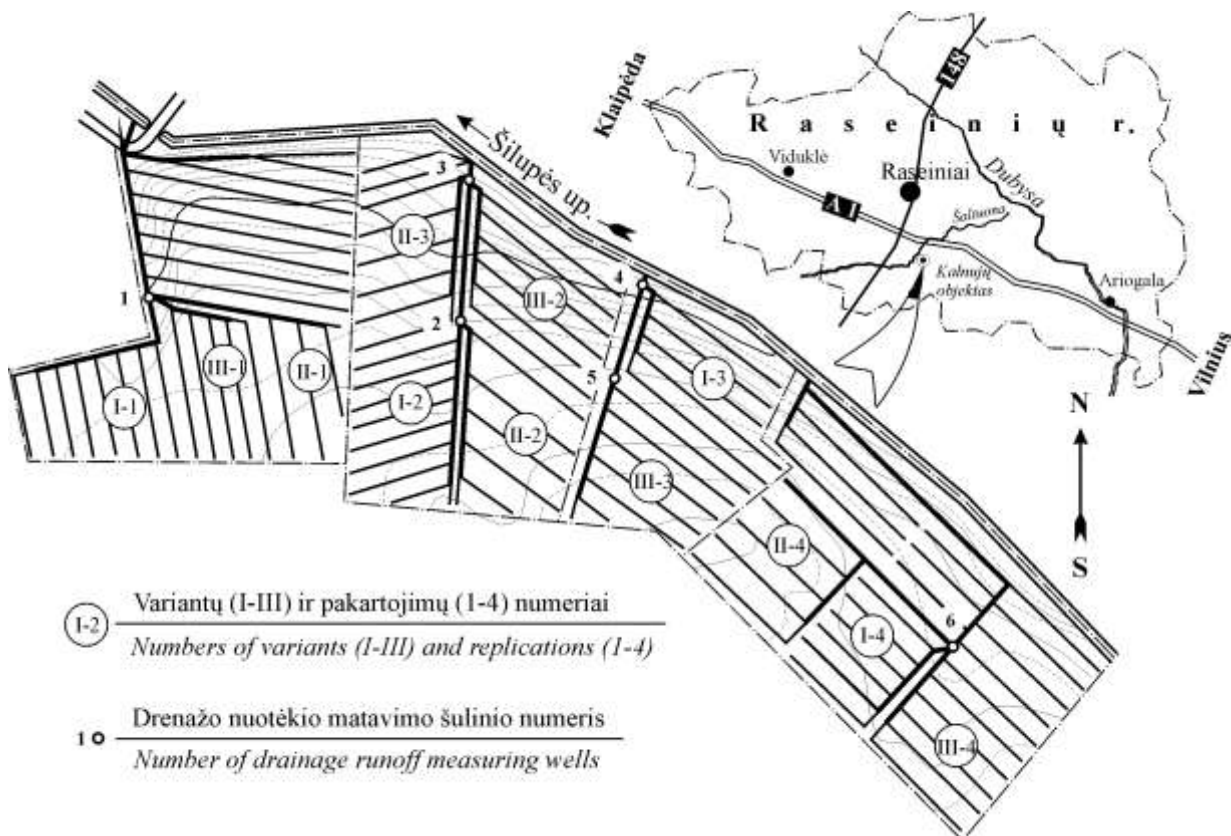 Klaipėda
148
Raseinių r.
Viduklė
Raseiniai
Dubysa
A 1
Šaltuona
Kalnujų
objektas
Ariogala
Vilnius
N
S
Šilupės up.
3
II-3
4
III-2
1
2
5
I-3
III-1
II-1
I-1
I-2
II-2
III-3
II-4
6
I-4
III-4
I-2
Variantų (I-III) ir pakartojimų (1-4) numeriai
Numbers of variants (I-III) and replications (1-4)
1
Drenažo nuotėkio matavimo šulinio numeris
Number of drainage runoff measuring wells